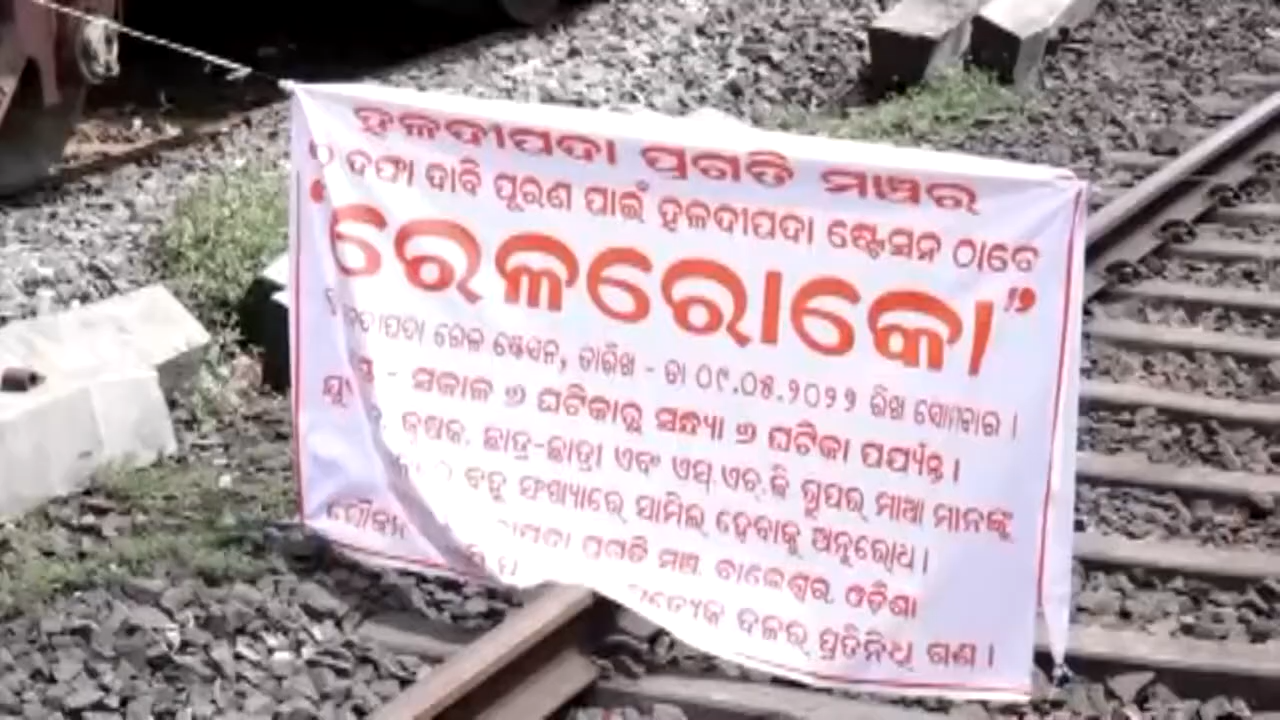 ହଳଦୀପଦା ପ୍ରଗତି ମଞ୍ଚର
ଦଫା ଦାବି ପୂରଣ ପାଇଁ ହଳଦୀପଦା ଷ୍ଟେସନ ଠାରେ
“ରେଳରୋକୋ”
ରେଳ ଷ୍ଟେସନ, ତାରିଖ - ତା ୦୯.୦୫.୨୦୨୨ ରିଖ ସୋମବାର ।
- ସକାଳ ୬ ଘଟିକାରୁ ସନ୍ଧ୍ୟା ୬ ଘଟିକା ପର୍ଯ୍ୟନ୍ତ ।
କୃଷକ, ଛାତ୍ର-ଛାତ୍ରୀ ଏବଂ ଏସ୍.ଏଚ୍.ଜି ଗ୍ରୁପର ମାଆ ମାନଙ୍କୁ
ବହୁ ସଂଖ୍ୟାରେ ସାମିଲ ହେବାକୁ ଅନୁରୋଧ ।
ପ୍ରଗତି ମଞ୍ଚ, ବାଲେଶ୍ୱର, ଓଡ଼ିଶା
ଦଳର ପ୍ରତିନିଧି ଗଣ ।